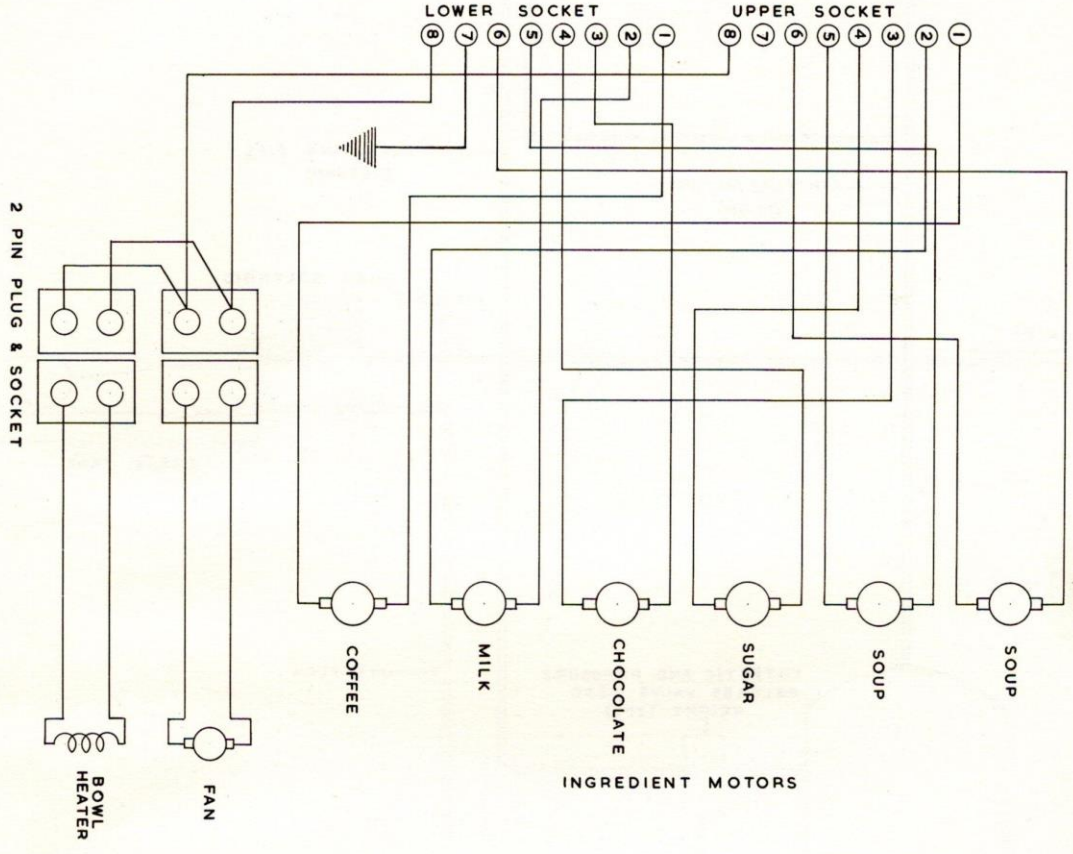 LOWER SOCKET
UPPER SOCKET
8 7 6 5 4 3 2 1
8 7 6 5 4 3 2 1
2 PIN PLUG & SOCKET
COFFEE
MILK
CHOCOLATE
SUGAR
SOUP
SOUP
INGREDIENT MOTORS
BOWL
HEATER
FAN